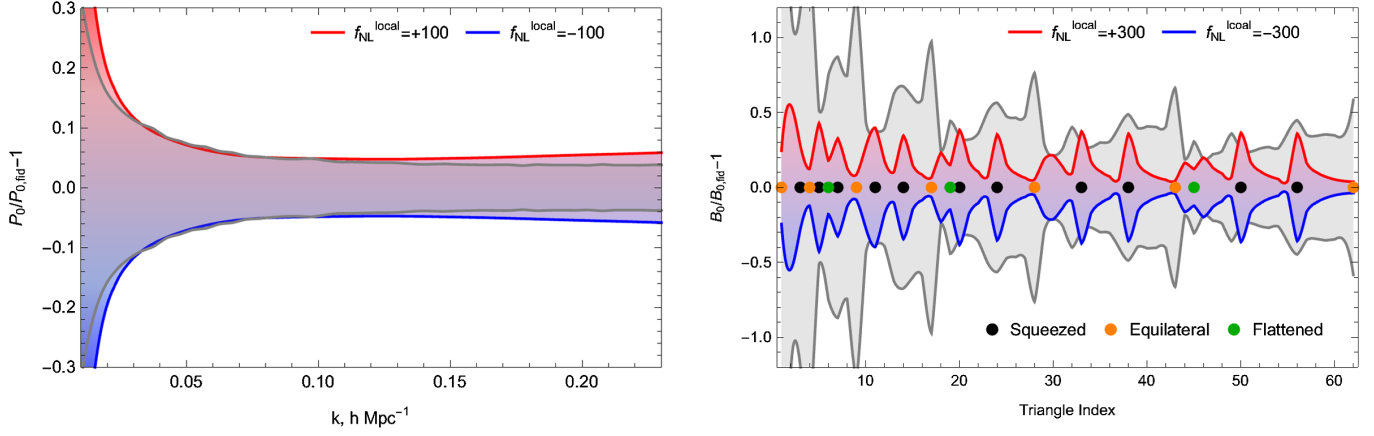 f_NL^local=+100 f_NL^local=−100
0.3
0.2
0.1
0.0
−0.1
−0.2
−0.3
P₀/P₀,fid−1
0.05 0.10 0.15 0.20
k, h Mpc⁻¹
f_NL^local=+300 f_NL^lcoal=−300
1.0
0.5
0.0
−0.5
−1.0
B₀/B₀,fid−1
Squeezed Equilateral Flattened
10 20 30 40 50 60
Triangle Index